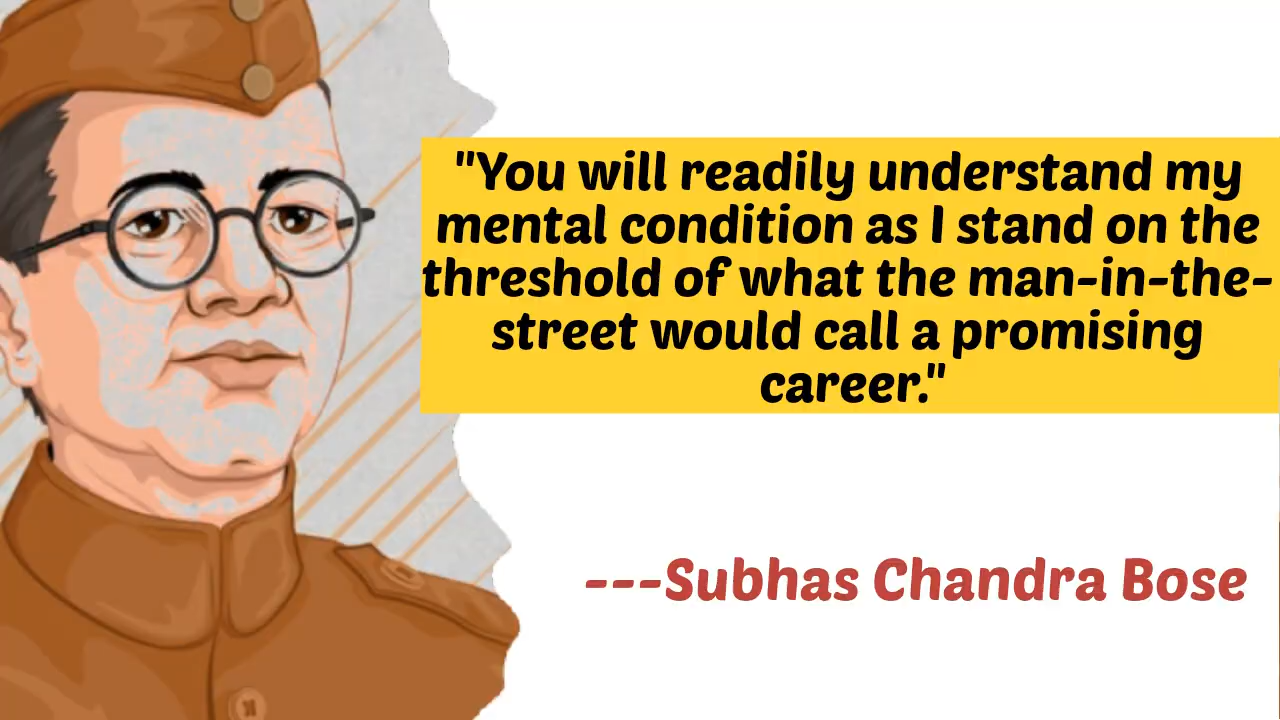 "You will readily understand my
mental condition as I stand on the
threshold of what the man-in-the-
street would call a promising
career."
---Subhas Chandra Bose